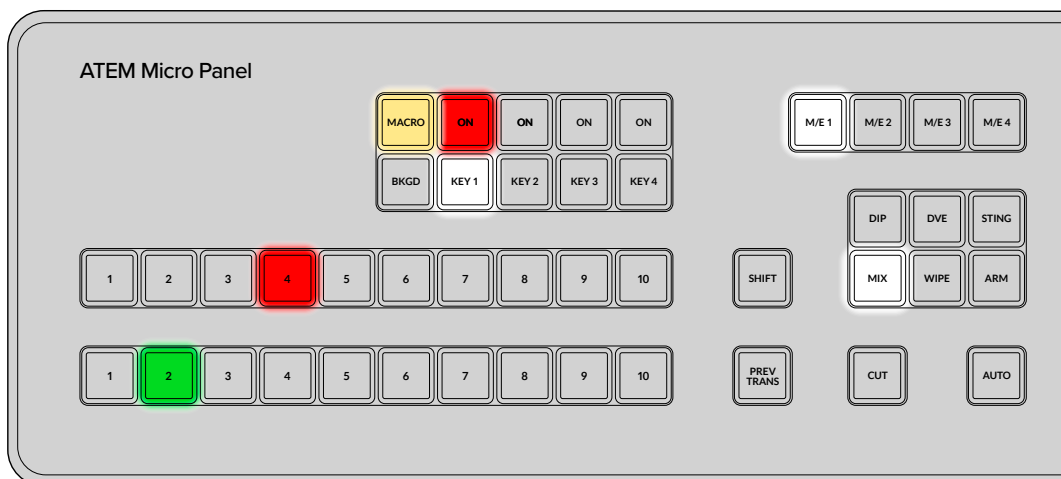 ATEM Micro Panel
MACRO ON ON ON ON
M/E 1 M/E 2 M/E 3 M/E 4
BKGD KEY 1 KEY 2 KEY 3 KEY 4
DIP DVE STING
1 2 3 4 5 6 7 8 9 10
SHIFT
MIX WIPE ARM
1 2 3 4 5 6 7 8 9 10
PREV
TRANS
CUT
AUTO